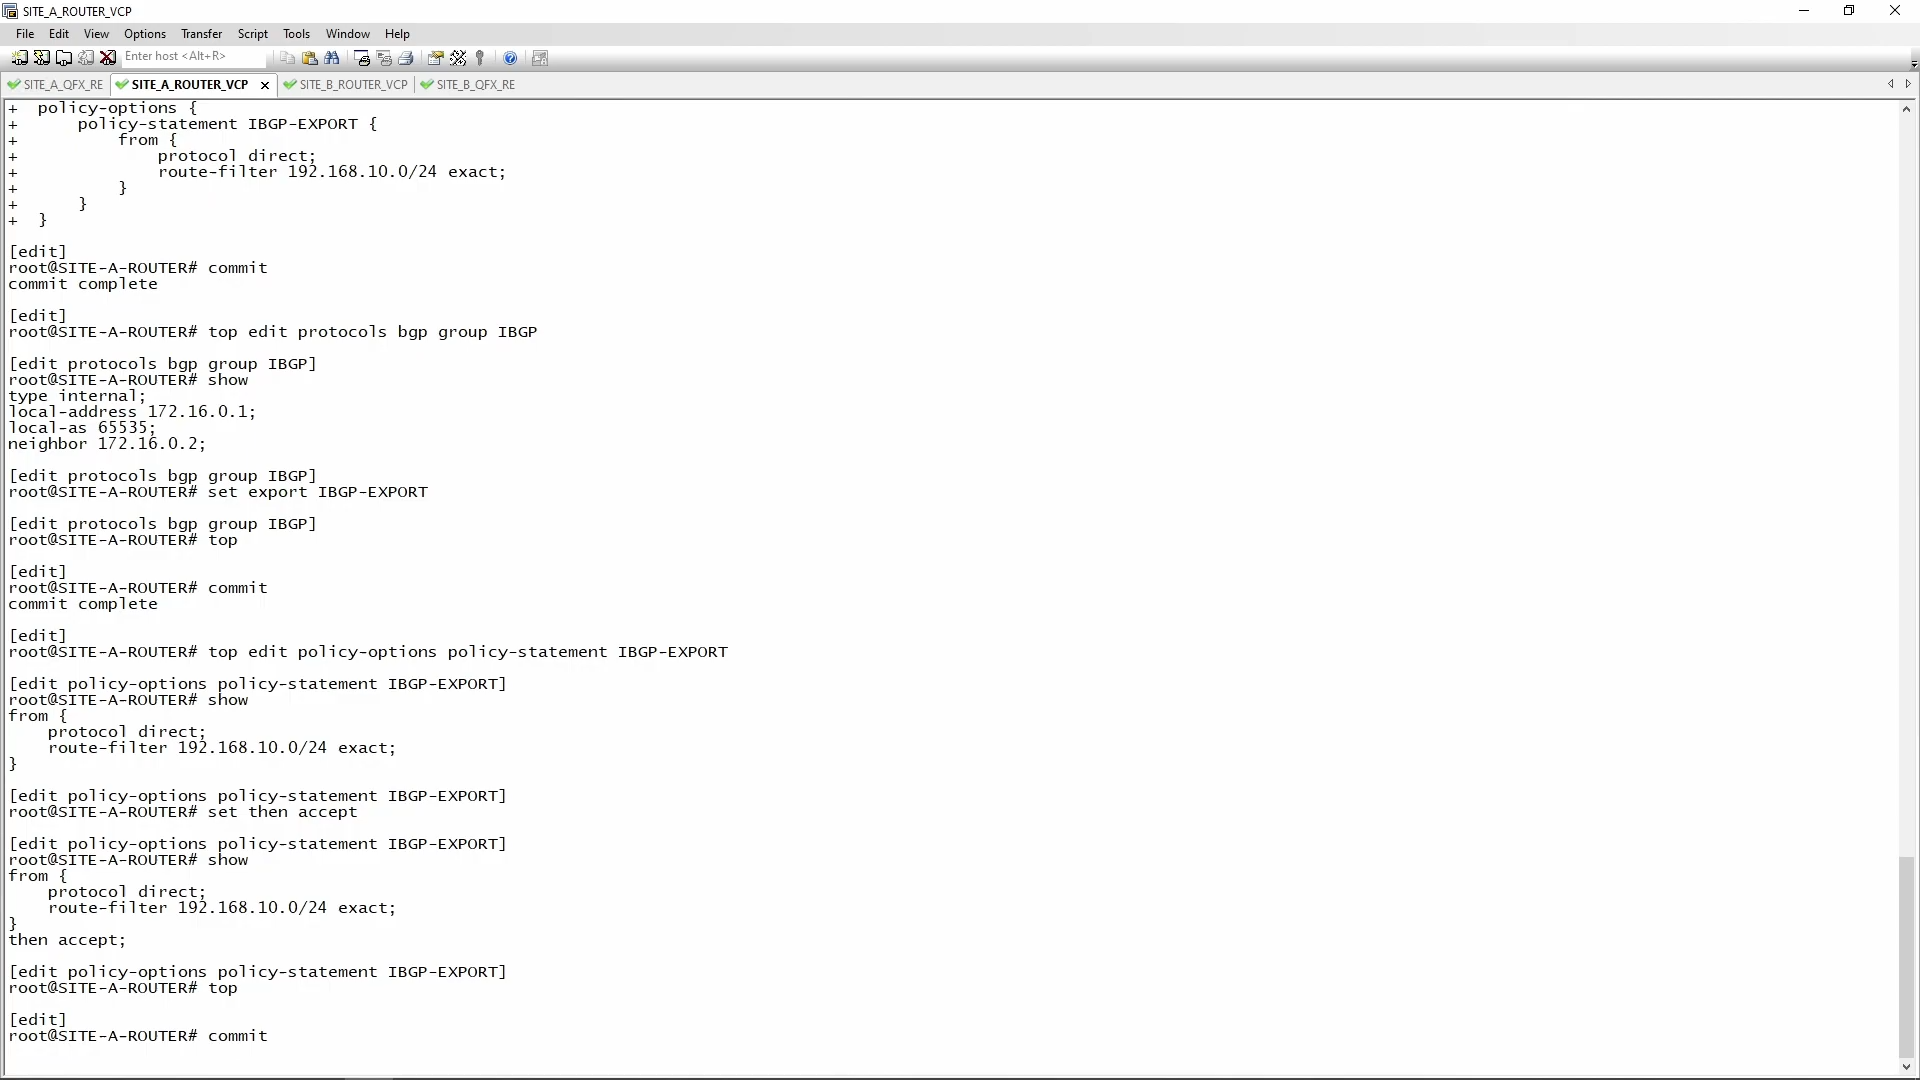 SITE_A_ROUTER_VCP
File Edit View Options Transfer Script Tools Window Help
Enter host <Alt+R>
SITE_A_QFX_RE SITE_A_ROUTER_VCP SITE_B_ROUTER_VCP SITE_B_QFX_RE
+  policy-options {
+      policy-statement IBGP-EXPORT {
+          from {
+              protocol direct;
+              route-filter 192.168.10.0/24 exact;
+          }
+      }
+  }
[edit]
root@SITE-A-ROUTER# commit
commit complete
[edit]
root@SITE-A-ROUTER# top edit protocols bgp group IBGP
[edit protocols bgp group IBGP]
root@SITE-A-ROUTER# show
type internal;
local-address 172.16.0.1;
local-as 65535;
neighbor 172.16.0.2;
[edit protocols bgp group IBGP]
root@SITE-A-ROUTER# set export IBGP-EXPORT
[edit protocols bgp group IBGP]
root@SITE-A-ROUTER# top
[edit]
root@SITE-A-ROUTER# commit
commit complete
[edit]
root@SITE-A-ROUTER# top edit policy-options policy-statement IBGP-EXPORT
[edit policy-options policy-statement IBGP-EXPORT]
root@SITE-A-ROUTER# show
from {
    protocol direct;
    route-filter 192.168.10.0/24 exact;
}
[edit policy-options policy-statement IBGP-EXPORT]
root@SITE-A-ROUTER# set then accept
[edit policy-options policy-statement IBGP-EXPORT]
root@SITE-A-ROUTER# show
from {
    protocol direct;
    route-filter 192.168.10.0/24 exact;
}
then accept;
[edit policy-options policy-statement IBGP-EXPORT]
root@SITE-A-ROUTER# top
[edit]
root@SITE-A-ROUTER# commit